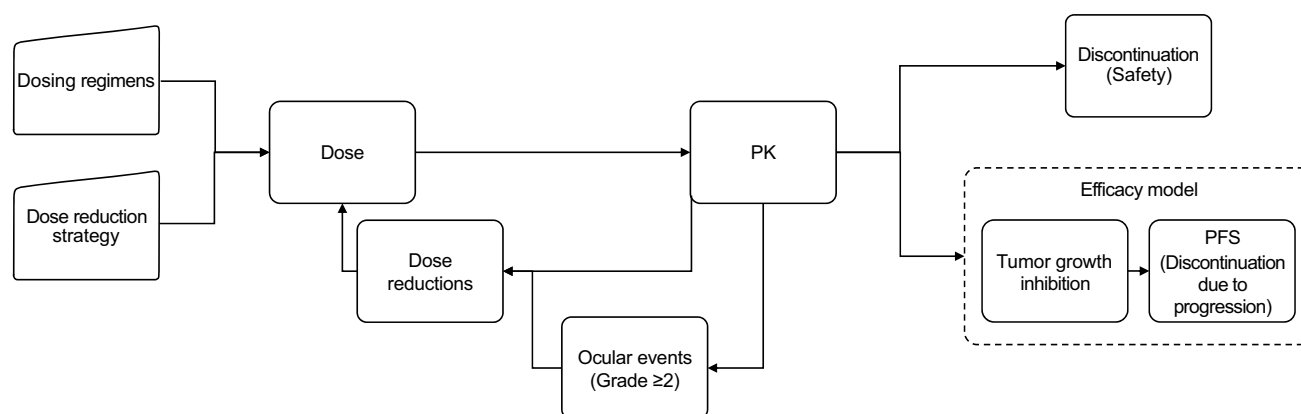 Dosing regimens
Dose reduction
strategy
Dose
Dose
reductions
Ocular events
(Grade ≥2)
PK
Discontinuation
(Safety)
Efficacy model
Tumor growth
inhibition
PFS
(Discontinuation
due to
progression)